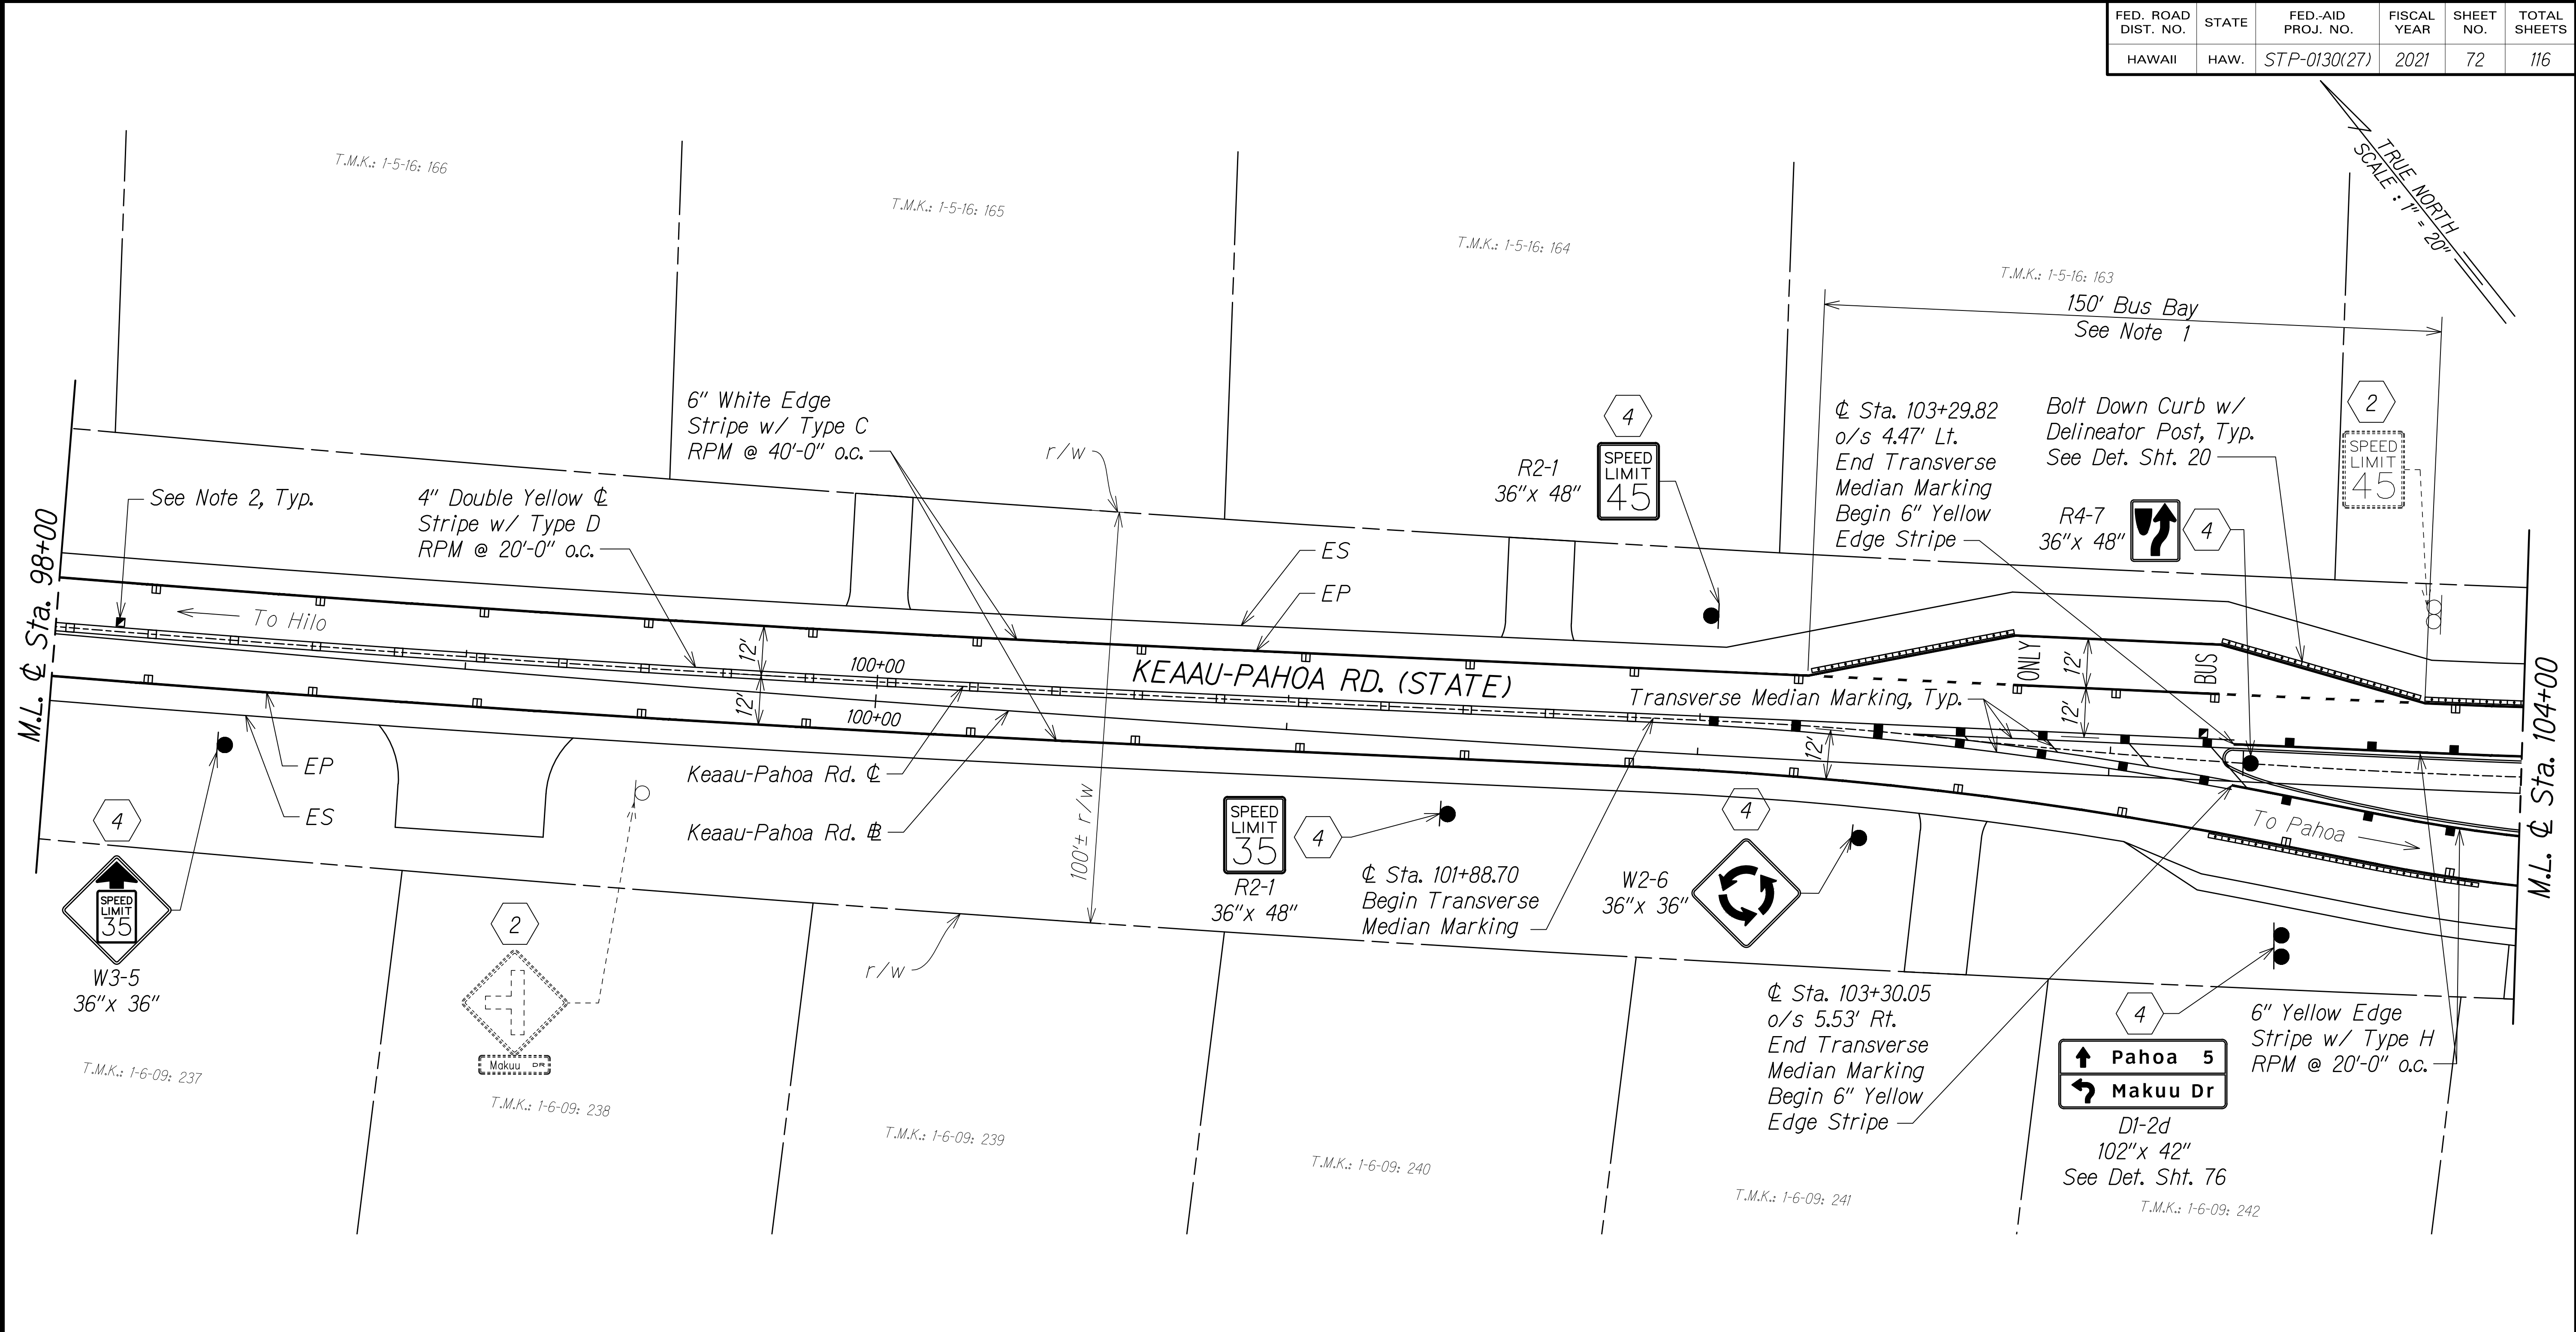 FED. ROAD DIST. NO. STATE FED.-AID PROJ. NO. FISCAL YEAR SHEET NO. TOTAL SHEETS
HAWAII HAW. STP-0130(27) 2021 72 116
TRUE NORTH
SCALE : 1" = 20'
T.M.K.: 1-5-16: 166
T.M.K.: 1-5-16: 165
T.M.K.: 1-5-16: 164
T.M.K.: 1-5-16: 163
150' Bus Bay
See Note 1
6" White Edge
Stripe w/ Type C
RPM @ 40'-0" o.c.
r/w
4
SPEED
LIMIT
45
R2-1
36"x 48"
℄ Sta. 103+29.82
o/s 4.47' Lt.
End Transverse
Median Marking
Begin 6" Yellow
Edge Stripe
Bolt Down Curb w/
Delineator Post, Typ.
See Det. Sht. 20
2
SPEED
LIMIT
45
R4-7
36"x 48"
4
See Note 2, Typ.
4" Double Yellow ℄
Stripe w/ Type D
RPM @ 20'-0" o.c.
ES
EP
M.L. ℄ Sta. 98+00
To Hilo
12'
12'
100+00
100+00
KEAAU-PAHOA RD. (STATE)
Transverse Median Marking, Typ.
ONLY
BUS
12'
12'
12'
M.L. ℄ Sta. 104+00
EP
ES
Keaau-Pahoa Rd. ℄
Keaau-Pahoa Rd. B
100'± r/w
To Pahoa
4
SPEED
LIMIT
35
W3-5
36"x 36"
2
Makuu DR
r/w
SPEED
LIMIT
35
4
R2-1
36"x 48"
℄ Sta. 101+88.70
Begin Transverse
Median Marking
4
W2-6
36"x 36"
℄ Sta. 103+30.05
o/s 5.53' Rt.
End Transverse
Median Marking
Begin 6" Yellow
Edge Stripe
4
Pahoa 5
Makuu Dr
D1-2d
102"x 42"
See Det. Sht. 76
6" Yellow Edge
Stripe w/ Type H
RPM @ 20'-0" o.c.
T.M.K.: 1-6-09: 237
T.M.K.: 1-6-09: 238
T.M.K.: 1-6-09: 239
T.M.K.: 1-6-09: 240
T.M.K.: 1-6-09: 241
T.M.K.: 1-6-09: 242